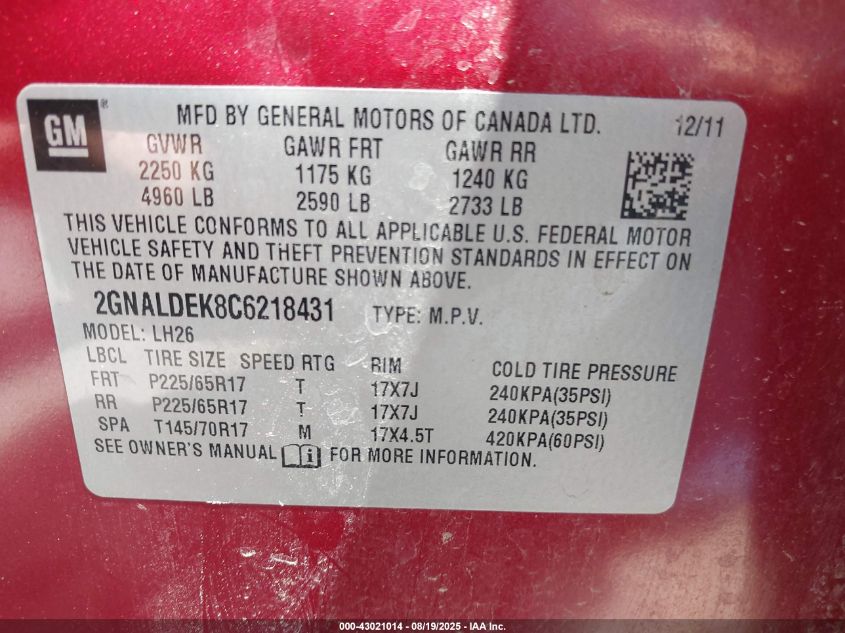 GM ® MFD BY GENERAL MOTORS OF CANADA LTD. 12/11
GVWR GAWR FRT GAWR RR
2250 KG 1175 KG 1240 KG
4960 LB 2590 LB 2733 LB
THIS VEHICLE CONFORMS TO ALL APPLICABLE U.S. FEDERAL MOTOR
VEHICLE SAFETY AND THEFT PREVENTION STANDARDS IN EFFECT ON
THE DATE OF MANUFACTURE SHOWN ABOVE.
2GNALDEK8C6218431 TYPE: M.P.V.
MODEL: LH26
LBCL TIRE SIZE SPEED RTG RIM COLD TIRE PRESSURE
FRT P225/65R17 T 17X7J 240KPA(35PSI)
RR P225/65R17 T 17X7J 240KPA(35PSI)
SPA T145/70R17 M 17X4.5T 420KPA(60PSI)
SEE OWNER'S MANUAL i FOR MORE INFORMATION.
000-43021014 - 08/19/2025 - IAA Inc.